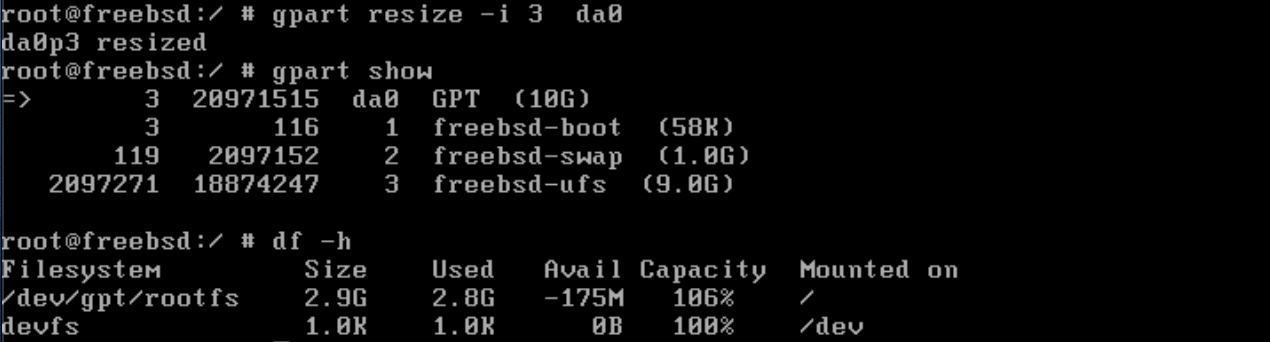 root@freebsd:/ # gpart resize -i 3  da0
da0p3 resized
root@freebsd:/ # gpart show
=>       3  20971515  da0  GPT  (10G)
         3       116    1  freebsd-boot  (58K)
       119   2097152    2  freebsd-swap  (1.0G)
   2097271  18874247    3  freebsd-ufs  (9.0G)
root@freebsd:/ # df -h
Filesystem         Size    Used   Avail Capacity  Mounted on
/dev/gpt/rootfs    2.9G    2.8G   -175M   106%    /
devfs              1.0K    1.0K      0B   100%    /dev